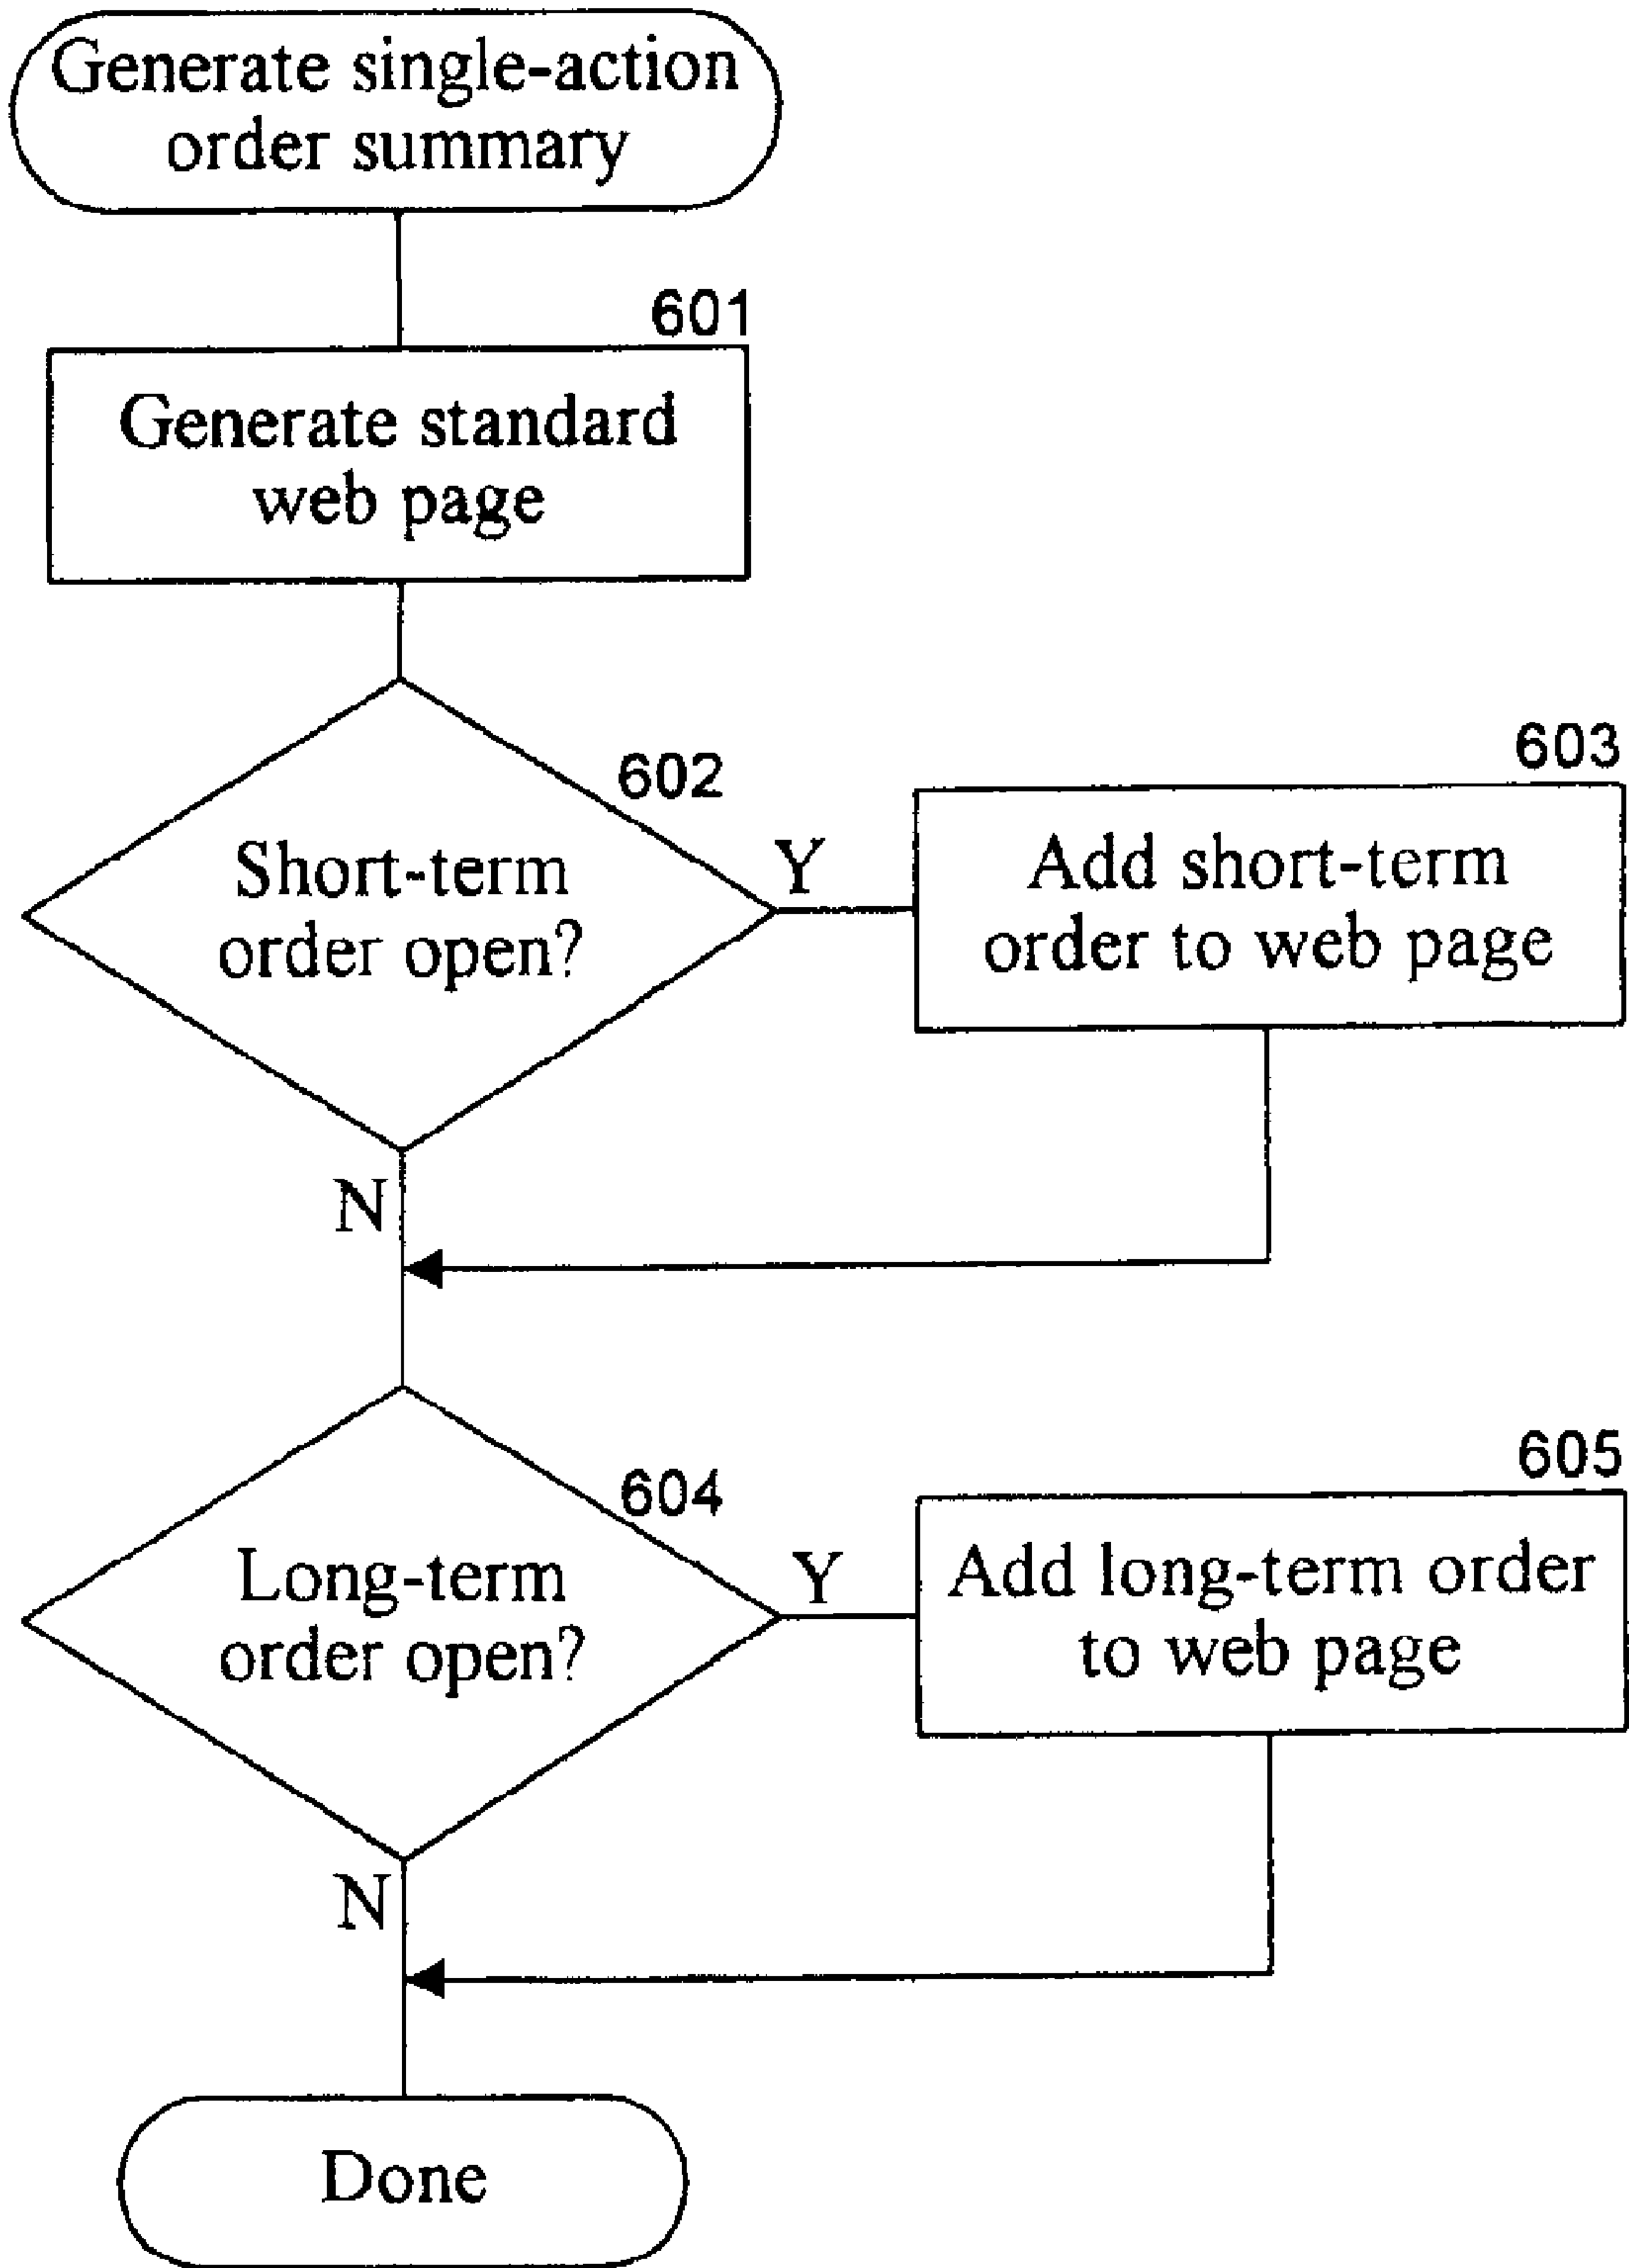 Generate single-action
order summary
601
Generate standard
web page
602
Short-term
order open?
Y
603
Add short-term
order to web page
N
604
Long-term
order open?
Y
605
Add long-term order
to web page
N
Done